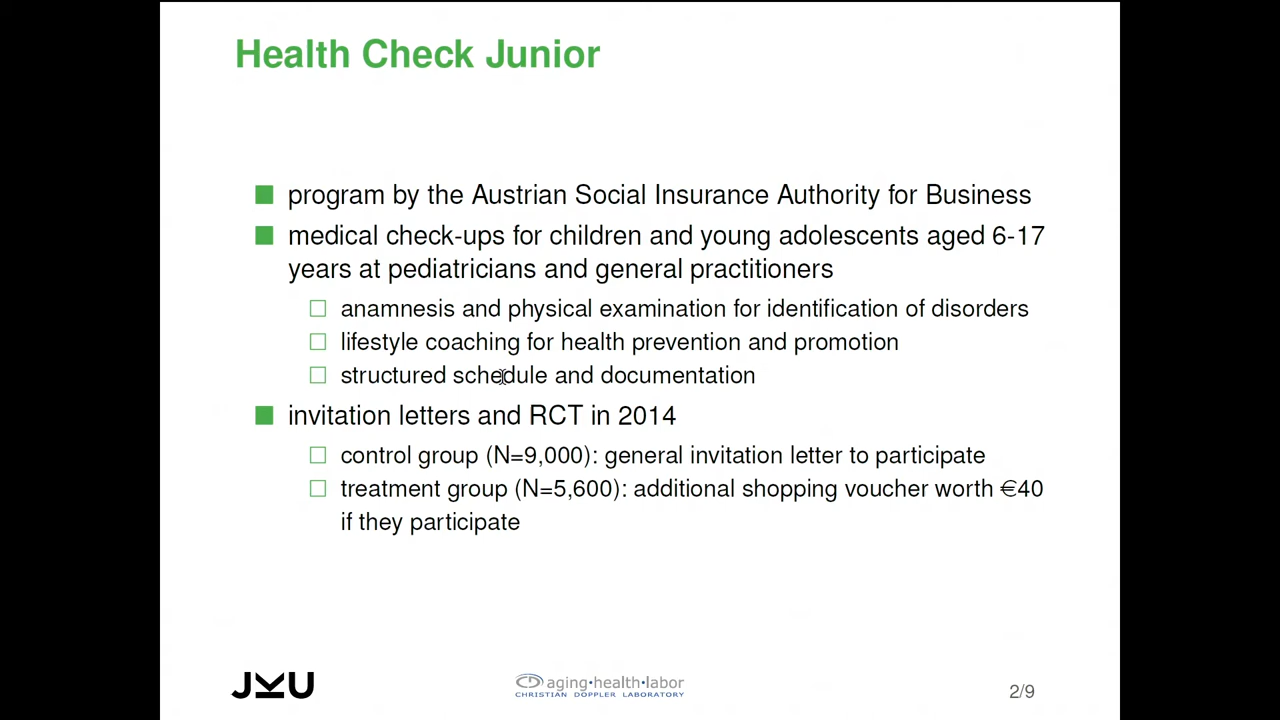 Health Check Junior
program by the Austrian Social Insurance Authority for Business
medical check-ups for children and young adolescents aged 6-17
years at pediatricians and general practitioners
anamnesis and physical examination for identification of disorders
lifestyle coaching for health prevention and promotion
structured schedule and documentation
invitation letters and RCT in 2014
control group (N=9,000): general invitation letter to participate
treatment group (N=5,600): additional shopping voucher worth €40
if they participate
JKU
aging·health·labor
CHRISTIAN DOPPLER LABORATORY
2/9